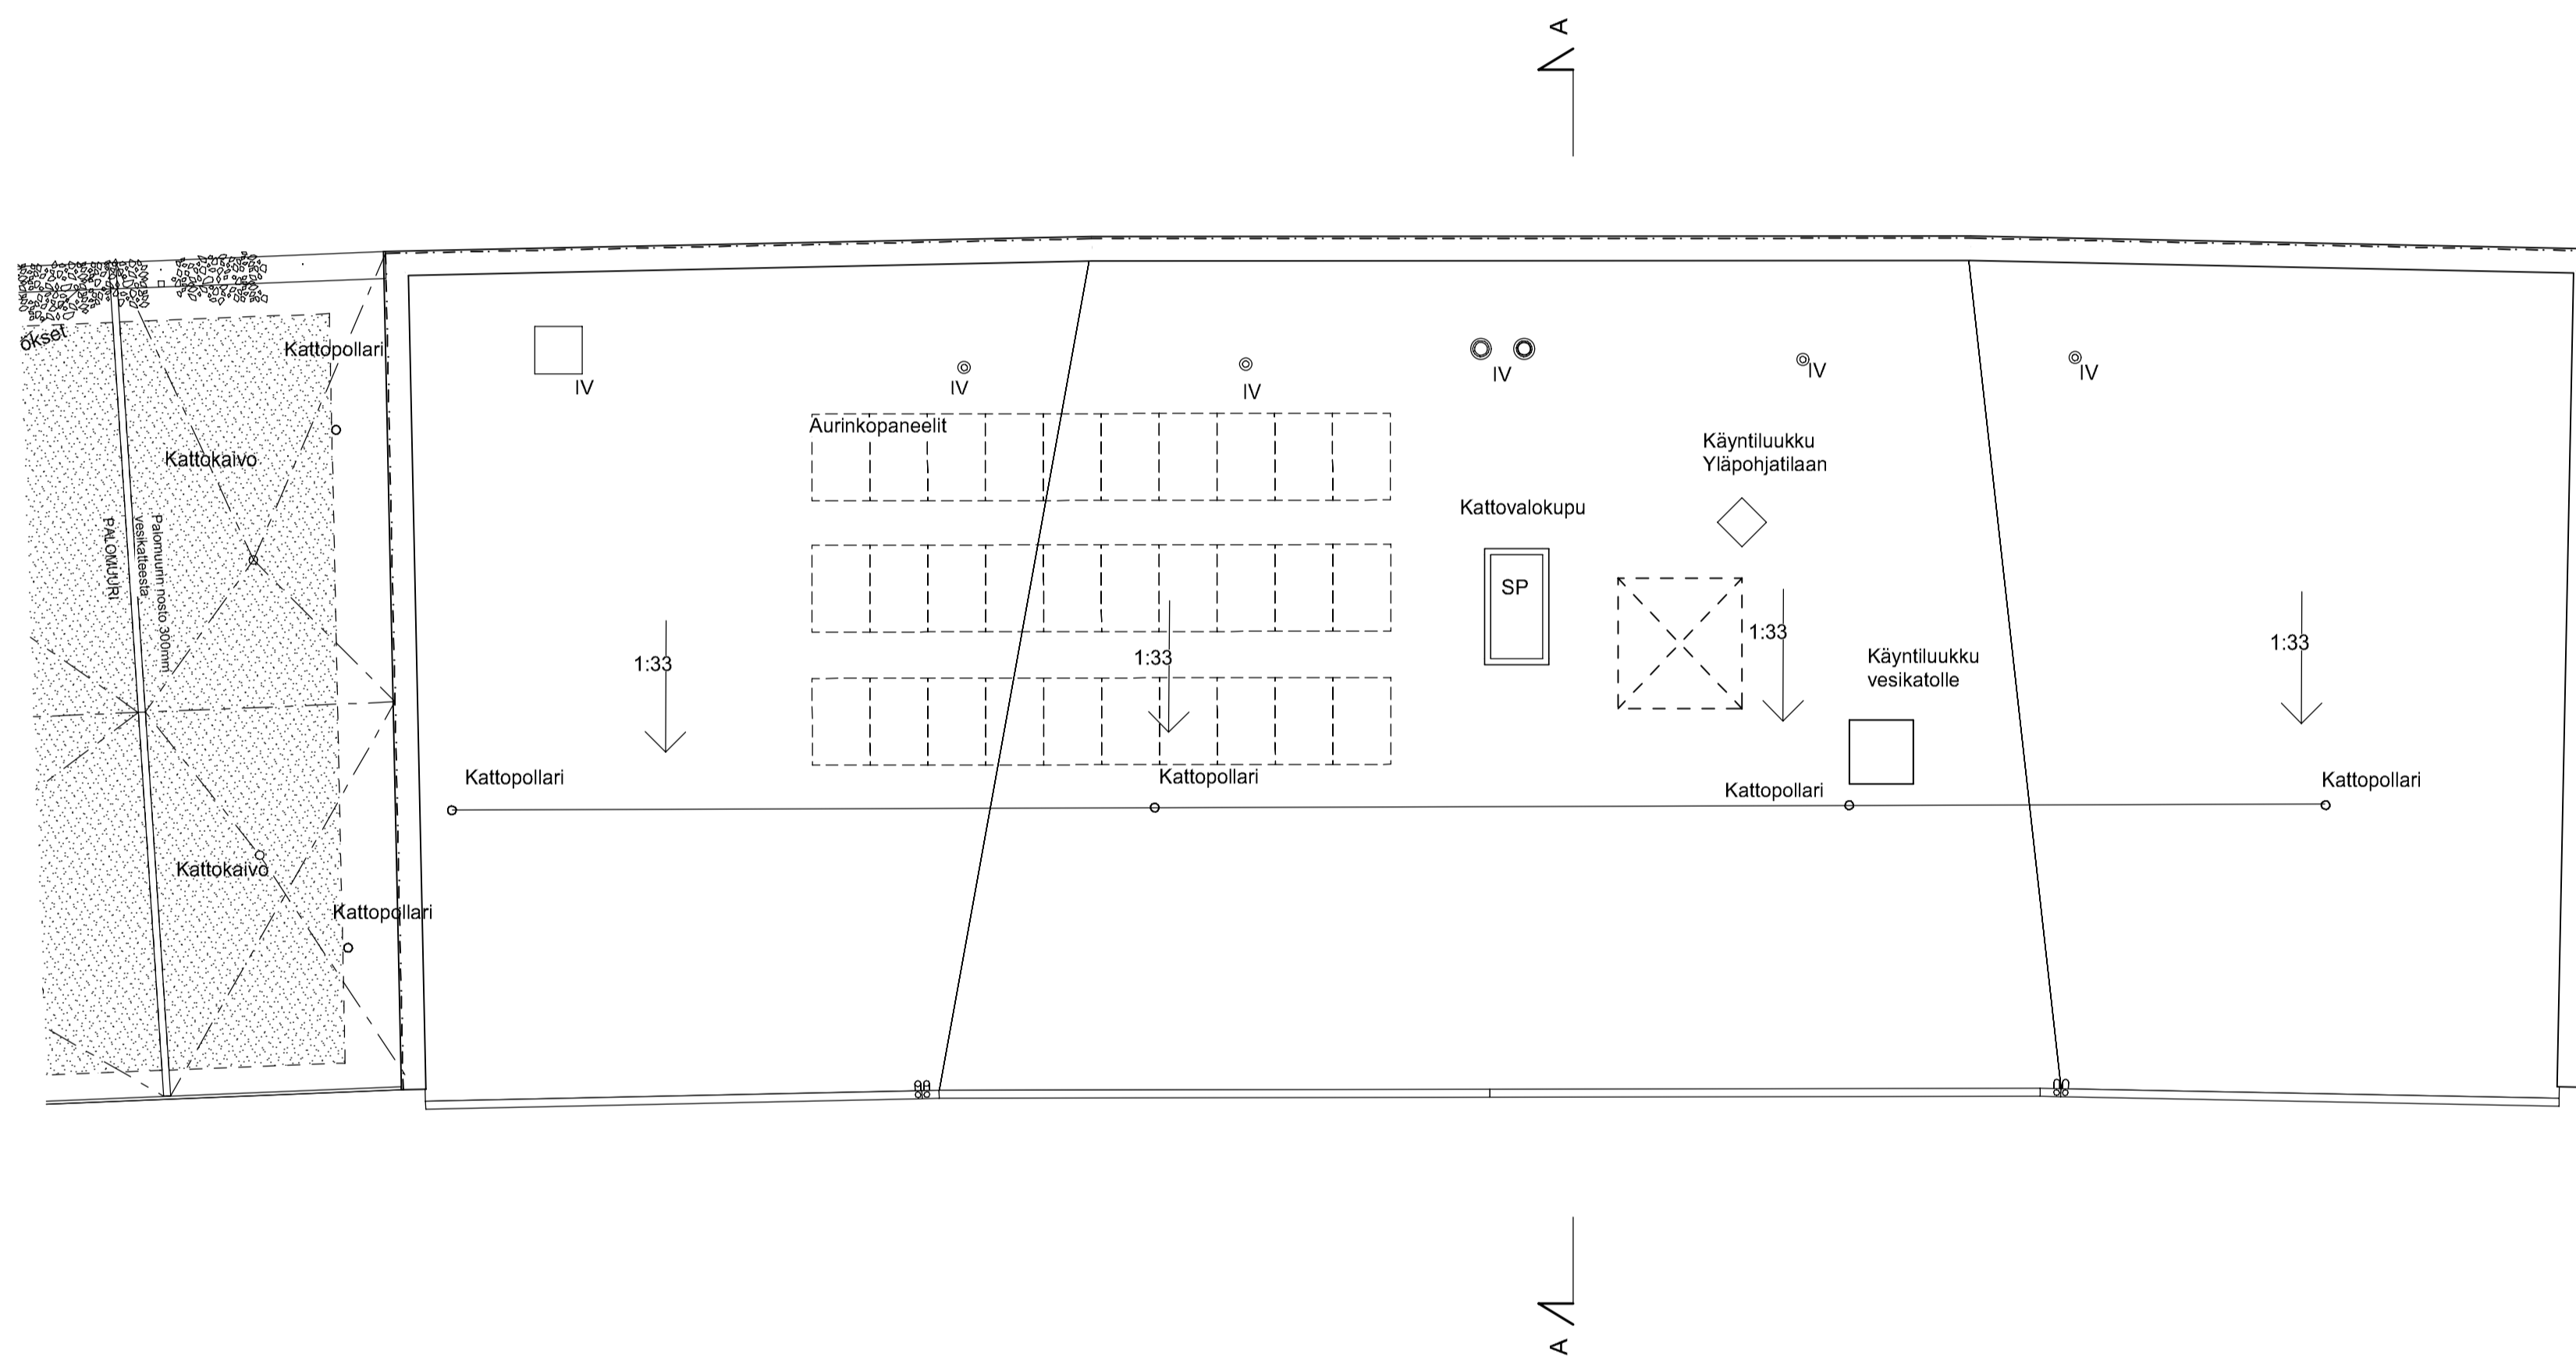 A
ökset
Kattopollari
Kattokaivo
PALOMUURI
Palomuurin nosto 300mm
vesikatteesta
Kattokaivo
Kattopollari
IV
IV
IV
IV
IV
IV
Aurinkopaneelit
Käyntiluukku
Yläpohjatilaan
Kattovalokupu
SP
1:33
1:33
1:33
1:33
Käyntiluukku
vesikatolle
Kattopollari
Kattopollari
Kattopollari
Kattopollari
A